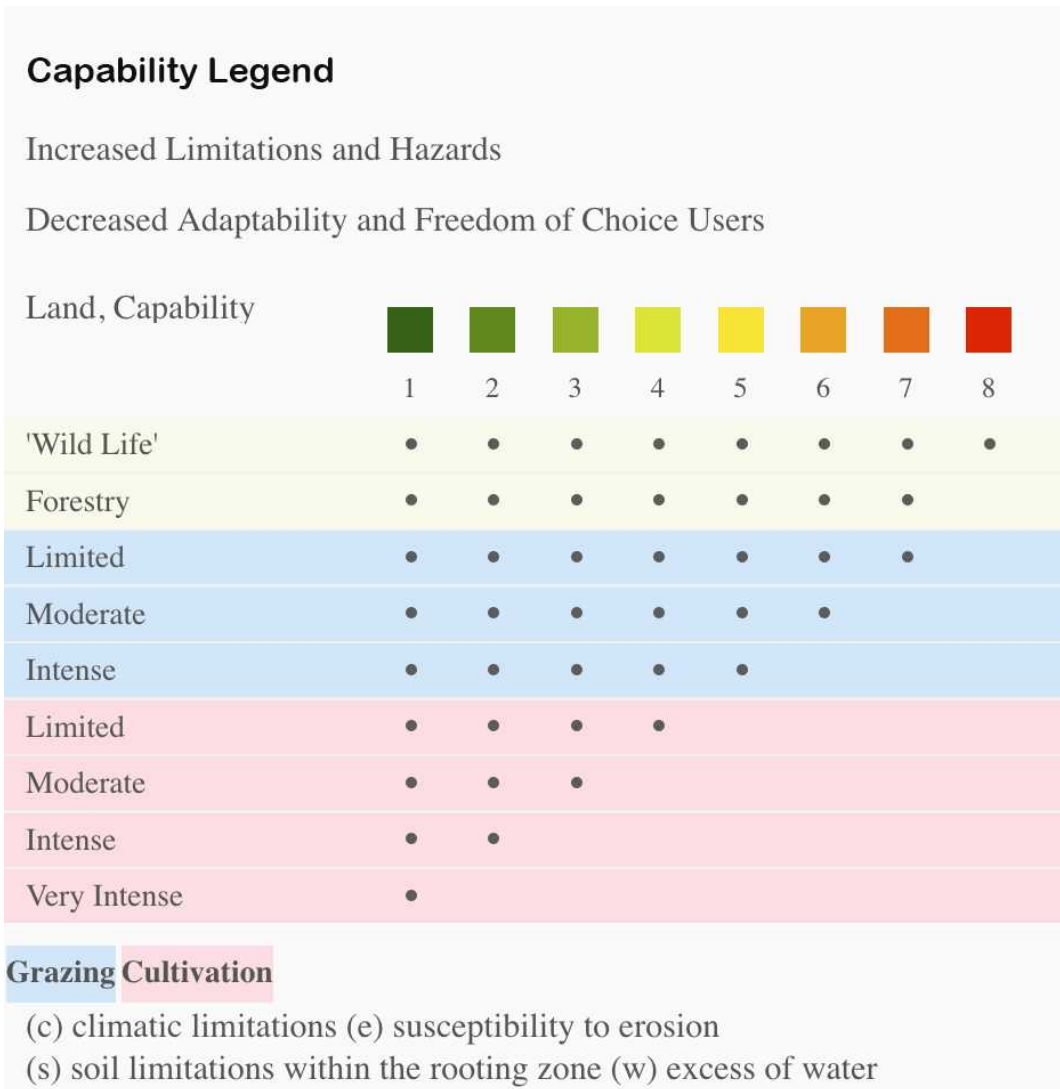 Capability Legend
Increased Limitations and Hazards
Decreased Adaptability and Freedom of Choice Users
Land, Capability
1 2 3 4 5 6 7 8
'Wild Life' • • • • • • • •
Forestry • • • • • • •
Limited • • • • • • •
Moderate • • • • • •
Intense • • • • •
Limited • • • •
Moderate • • •
Intense • •
Very Intense •
Grazing Cultivation
(c) climatic limitations (e) susceptibility to erosion
(s) soil limitations within the rooting zone (w) excess of water